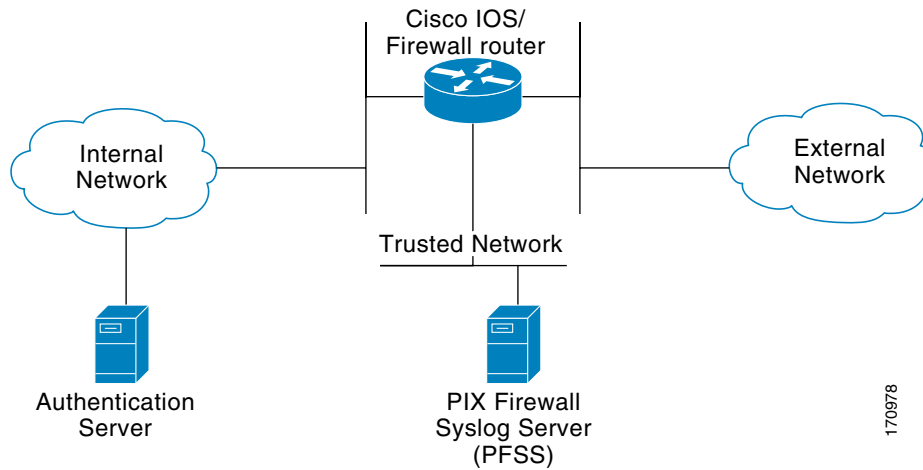 Cisco IOS/
Firewall router
Internal
Network
External
Network
Trusted Network
Authentication
Server
PIX Firewall
Syslog Server
(PFSS)
170978